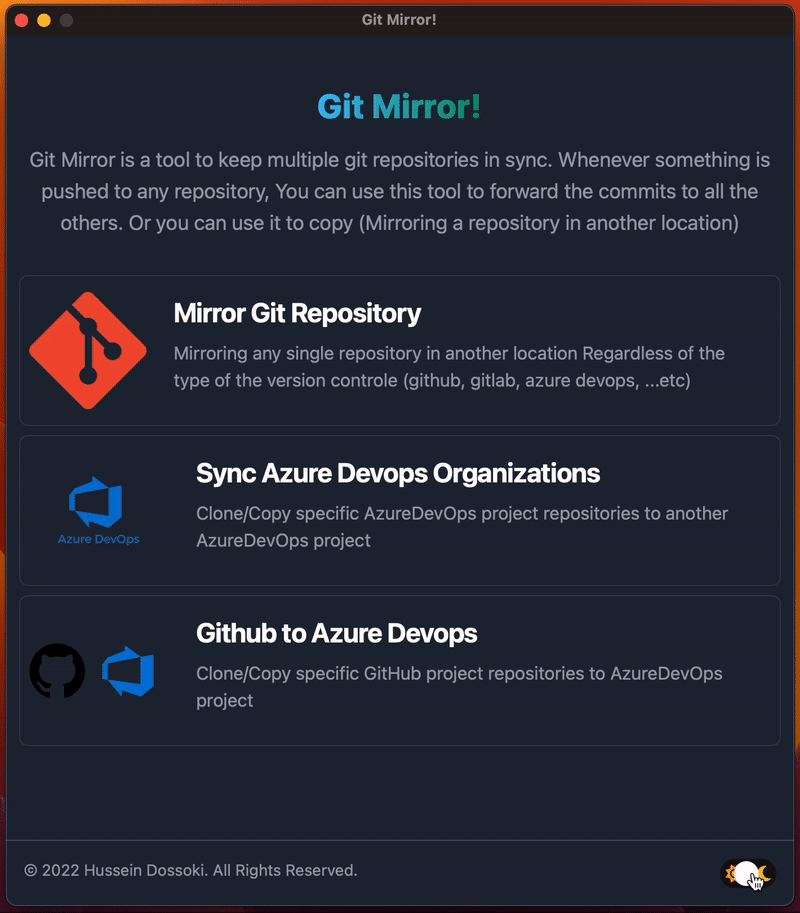 Git Mirror!
Git Mirror!
Git Mirror is a tool to keep multiple git repositories in sync. Whenever something is
pushed to any repository, You can use this tool to forward the commits to all the
others. Or you can use it to copy (Mirroring a repository in another location)
Mirror Git Repository
Mirroring any single repository in another location Regardless of the
type of the version controle (github, gitlab, azure devops, ...etc)
Sync Azure Devops Organizations
Clone/Copy specific AzureDevOps project repositories to another
AzureDevOps project
Azure DevOps
Github to Azure Devops
Clone/Copy specific GitHub project repositories to AzureDevOps
project
© 2022 Hussein Dossoki. All Rights Reserved.